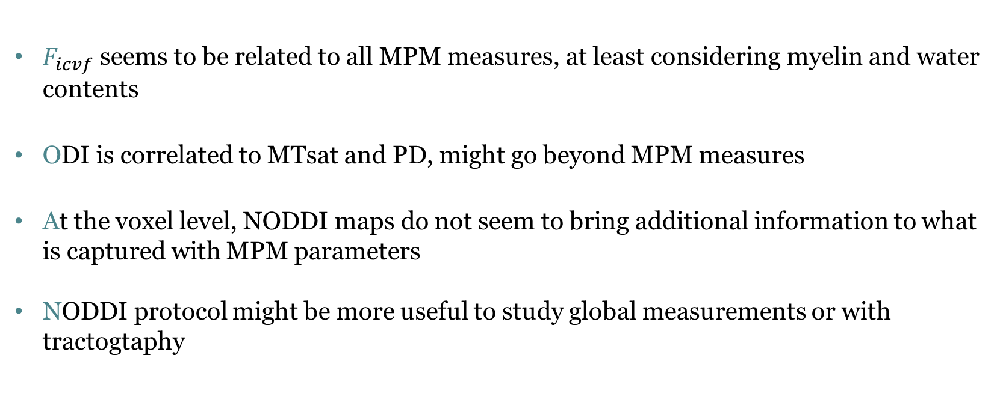 • F_icvf seems to be related to all MPM measures, at least considering myelin and water
contents
• ODI is correlated to MTsat and PD, might go beyond MPM measures
• At the voxel level, NODDI maps do not seem to bring additional information to what
is captured with MPM parameters
• NODDI protocol might be more useful to study global measurements or with
tractogtaphy